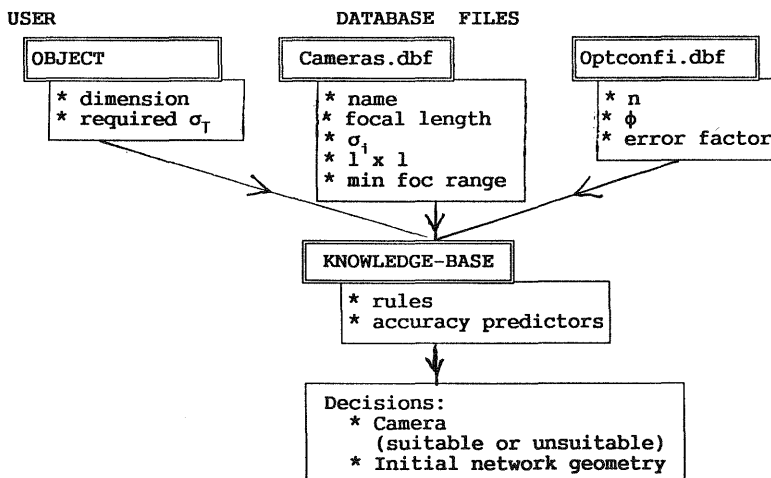 USER
DATABASE FILES
OBJECT
* dimension
* required σT
Cameras.dbf
* name
* focal length
* σi
* l x l
* min foc range
Optconfi.dbf
* n
* φ
* error factor
KNOWLEDGE-BASE
* rules
* accuracy predictors
Decisions:
* Camera
(suitable or unsuitable)
* Initial network geometry